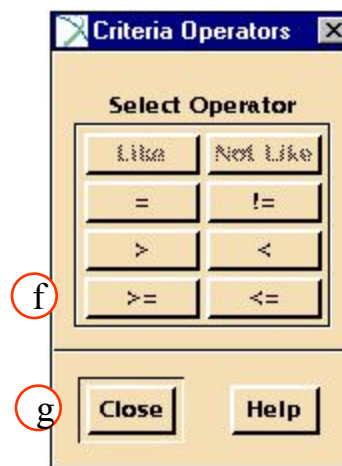 Criteria Operators
Select Operator
Like Not Like
= !=
> <
f >= <=
g Close Help